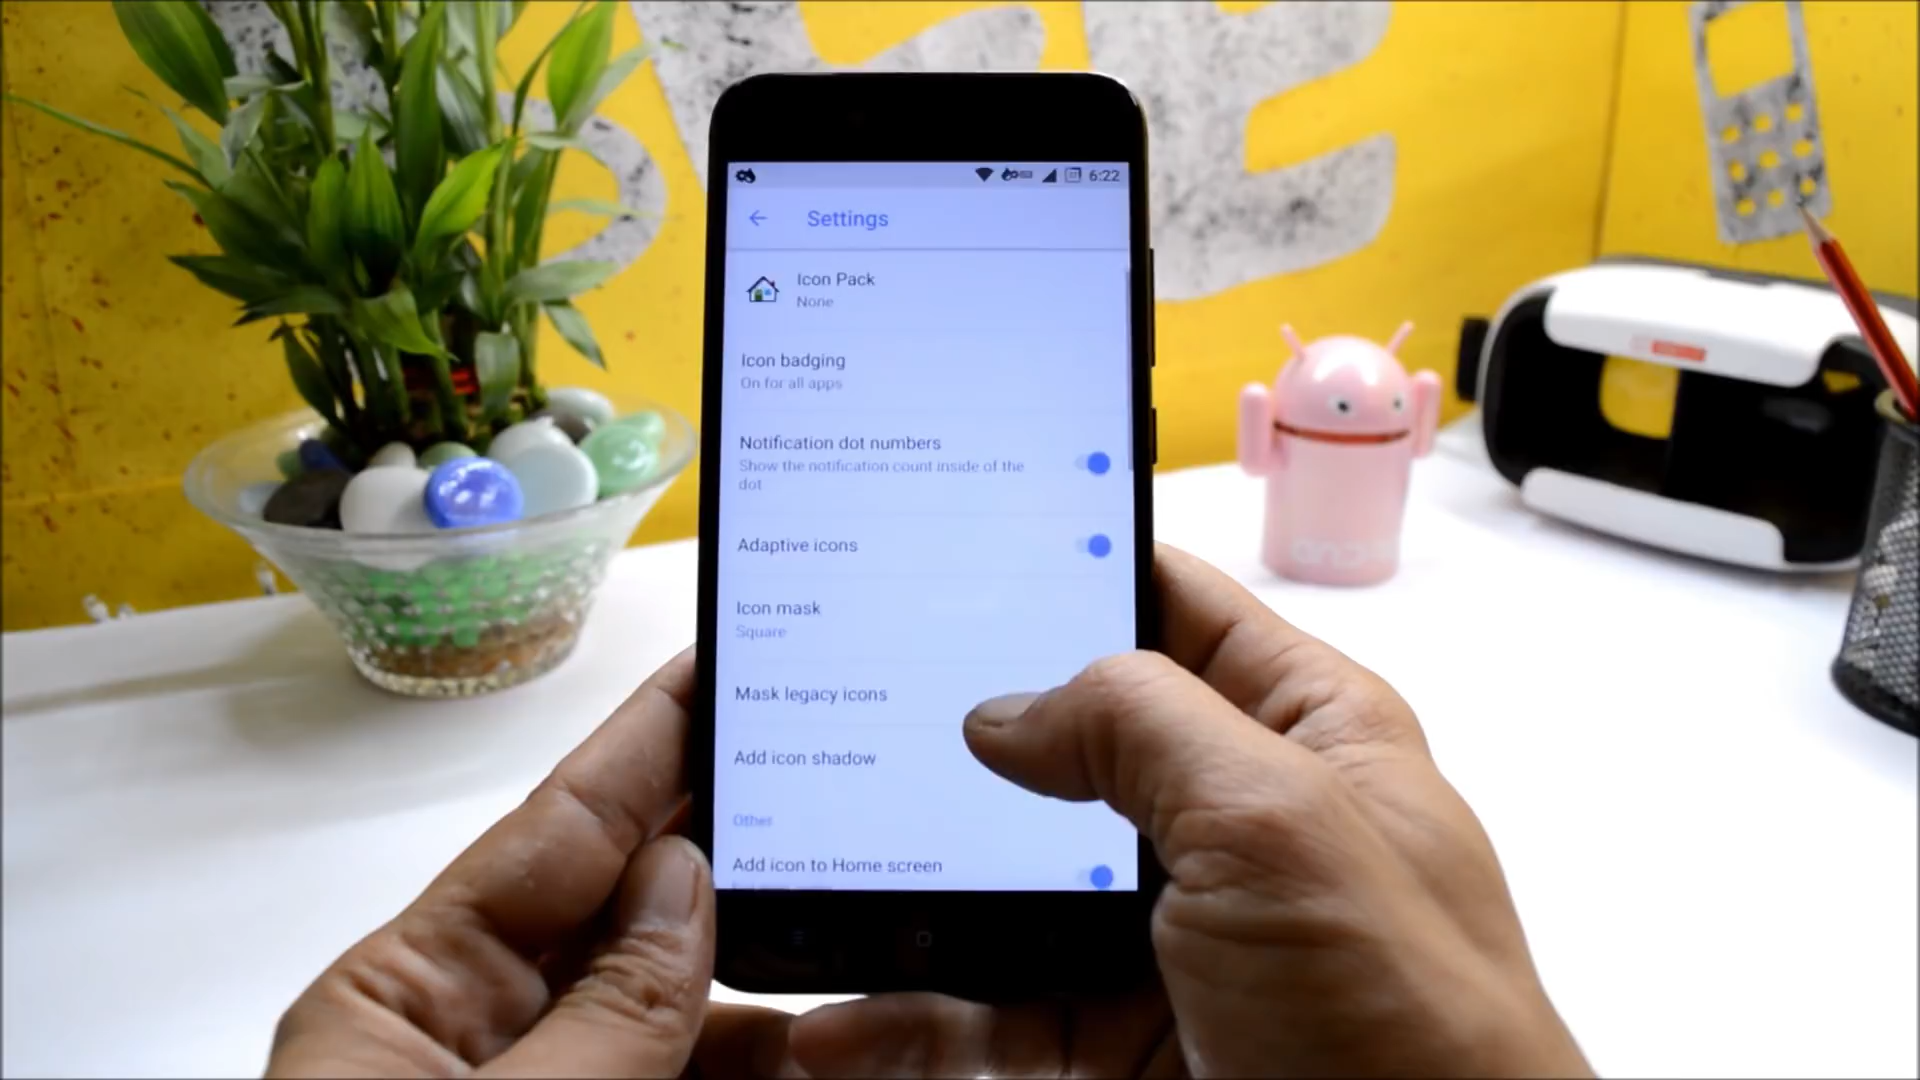 6:22
Settings
Icon Pack
None
Icon badging
On for all apps
Notification dot numbers
Show the notification count inside of the
dot
Adaptive icons
Icon mask
Square
Mask legacy icons
Add icon shadow
Other
Add icon to Home screen